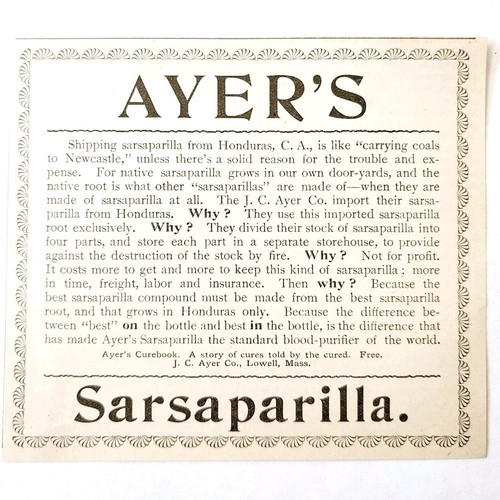 AYER'S
Shipping sarsaparilla from Honduras, C. A., is like "carrying coals
to Newcastle," unless there's a solid reason for the trouble and ex-
pense. For native sarsaparilla grows in our own door-yards, and the
native root is what other "sarsaparillas" are made of—when they are
made of sarsaparilla at all. The J. C. Ayer Co. import their sarsa-
parilla from Honduras. Why? They use this imported sarsaparilla
root exclusively. Why? They divide their stock of sarsaparilla into
four parts, and store each part in a separate storehouse, to provide
against the destruction of the stock by fire. Why? Not for profit.
It costs more to get and more to keep this kind of sarsaparilla; more
in time, freight, labor and insurance. Then why? Because the
best sarsaparilla compound must be made from the best sarsaparilla
root, and that grows in Honduras only. Because the difference be-
tween "best" on the bottle and best in the bottle, is the difference that
has made Ayer's Sarsaparilla the standard blood-purifier of the world.
Ayer's Curebook. A story of cures told by the cured. Free.
J. C. Ayer Co., Lowell, Mass.
Sarsaparilla.